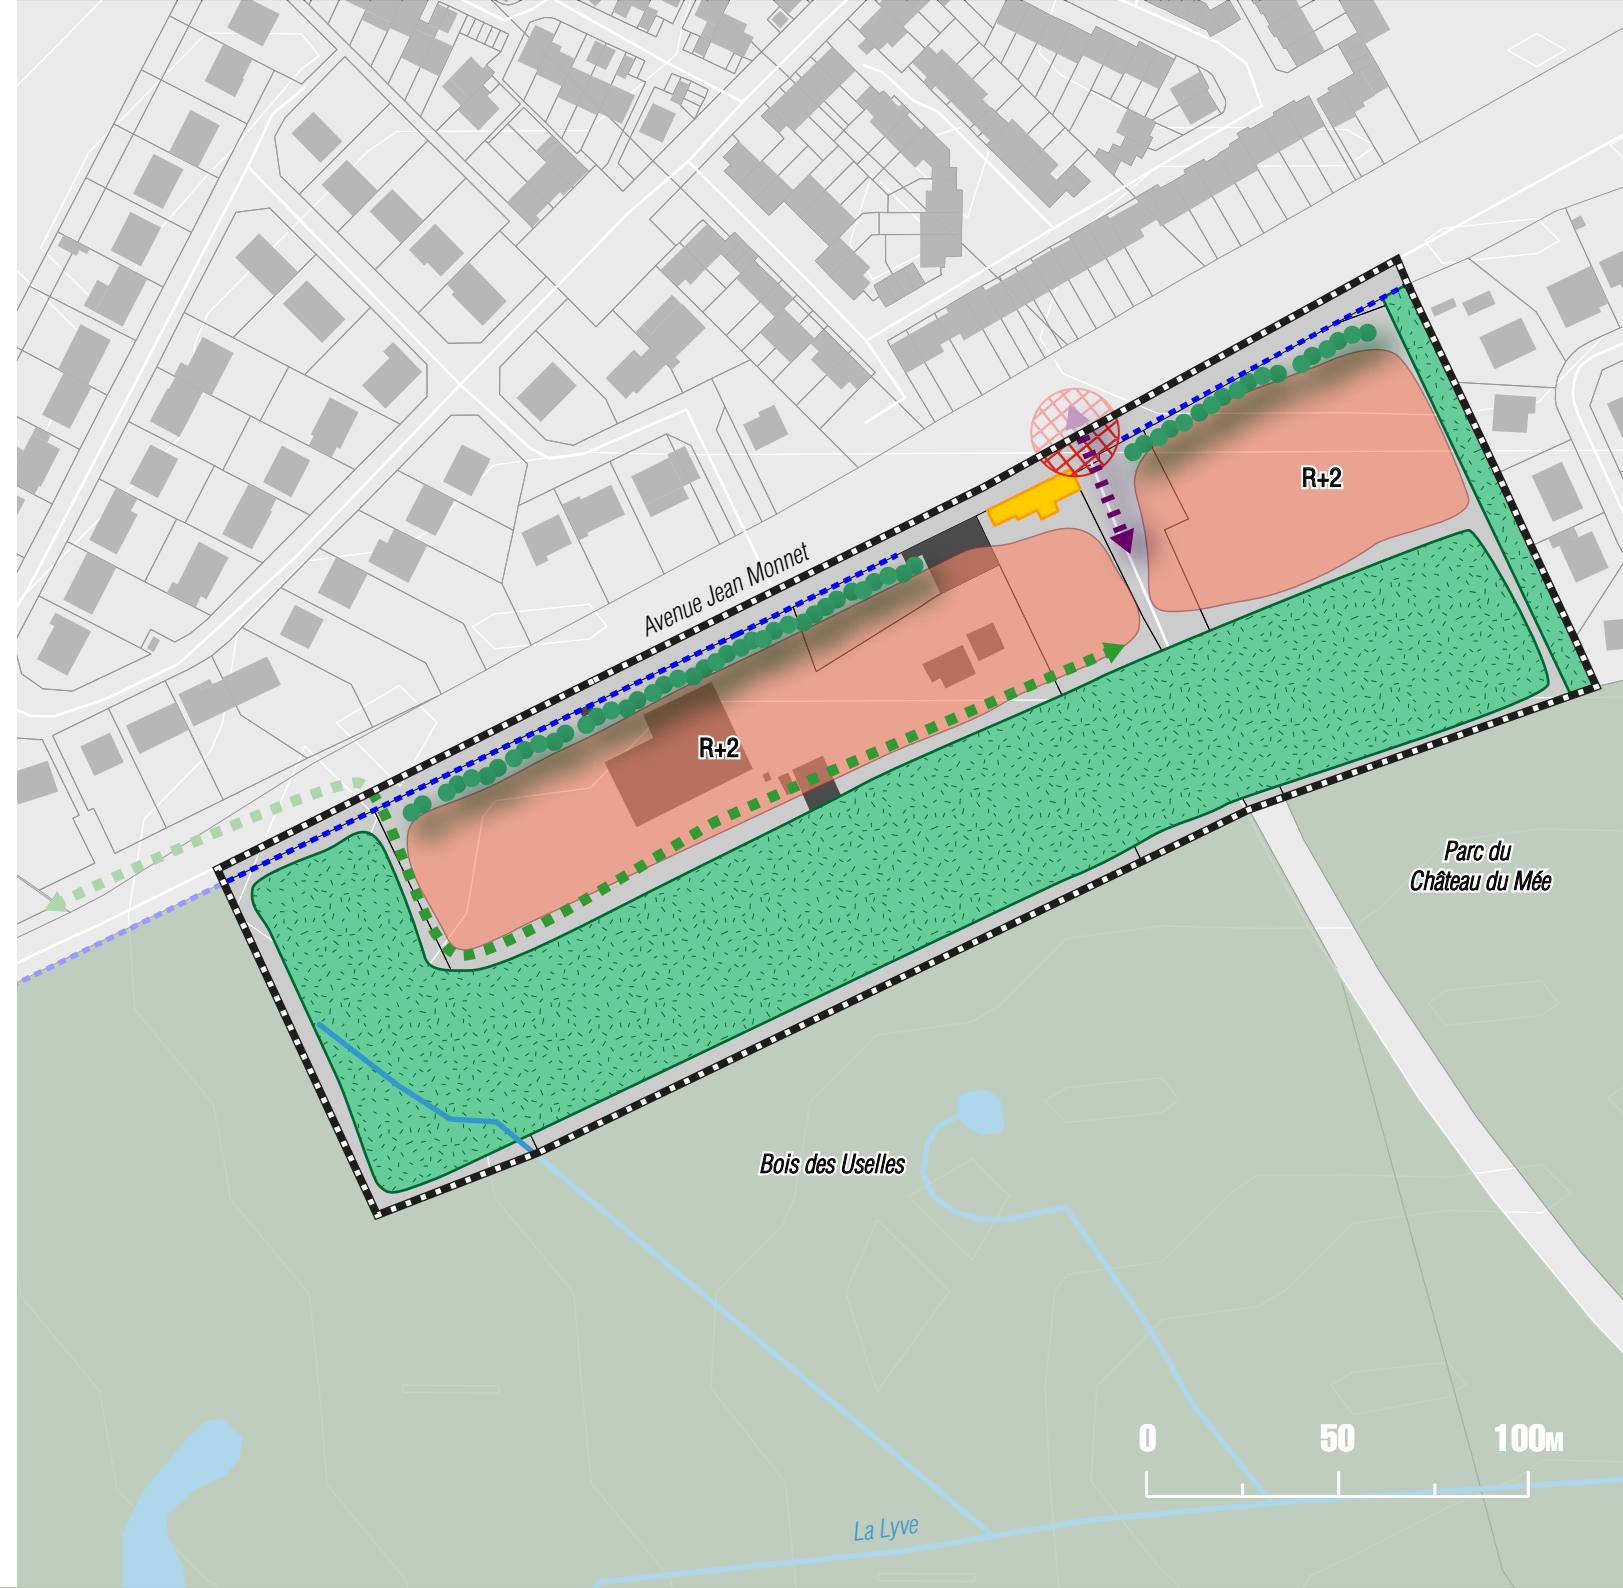 R+2
Avenue Jean Monnet
R+2
Parc du
Château du Mée
Bois des Uselles
0 50 100M
La Lyve